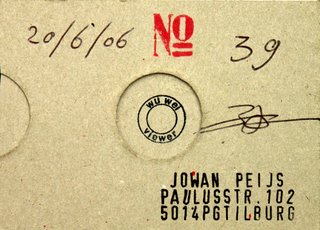 20/6/06 No 39
wu wei
viewer
JOWAN PEIJS
PAULUSSTR.102
5014PGTILBURG